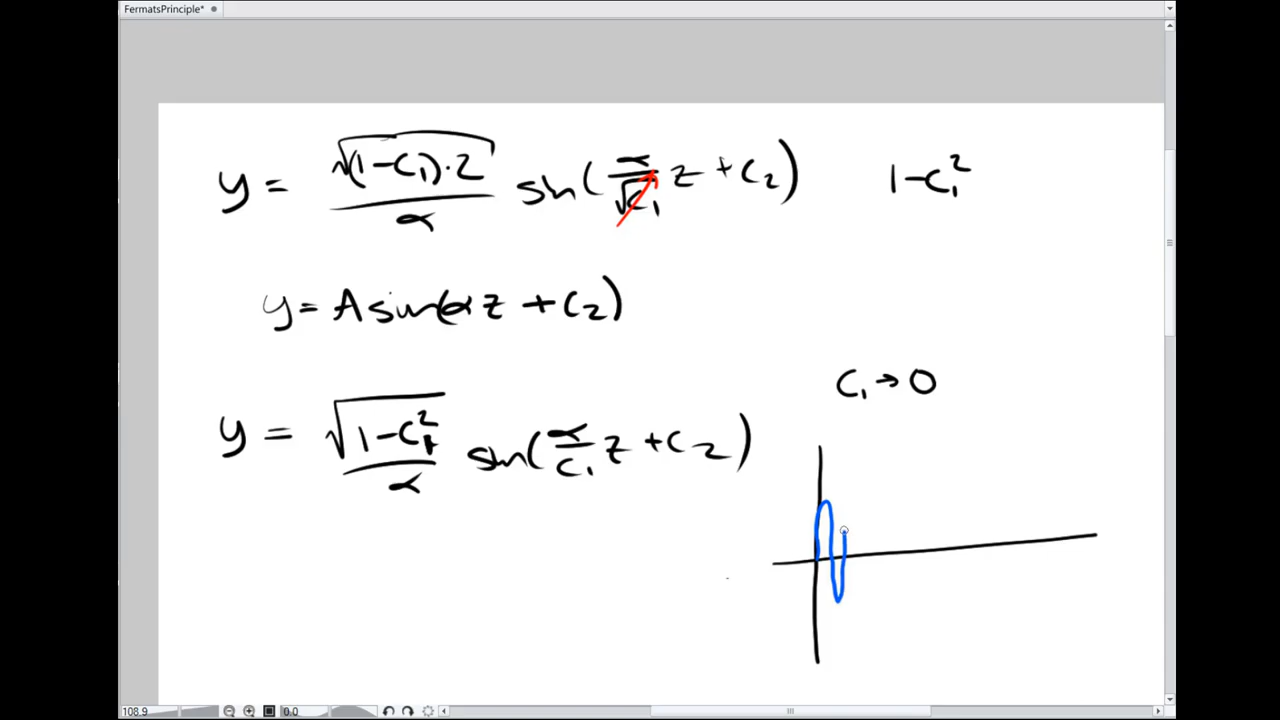 FermatsPrinciple*
y = √((1-C₁)·2)/α sin(α/√C₁ z + C₂) 1-C₁²
y = A sin(αz + C₂)
C₁ → 0
y = √(1-C₁²)/α sin(α/C₁ z + C₂)
108.9 0.0